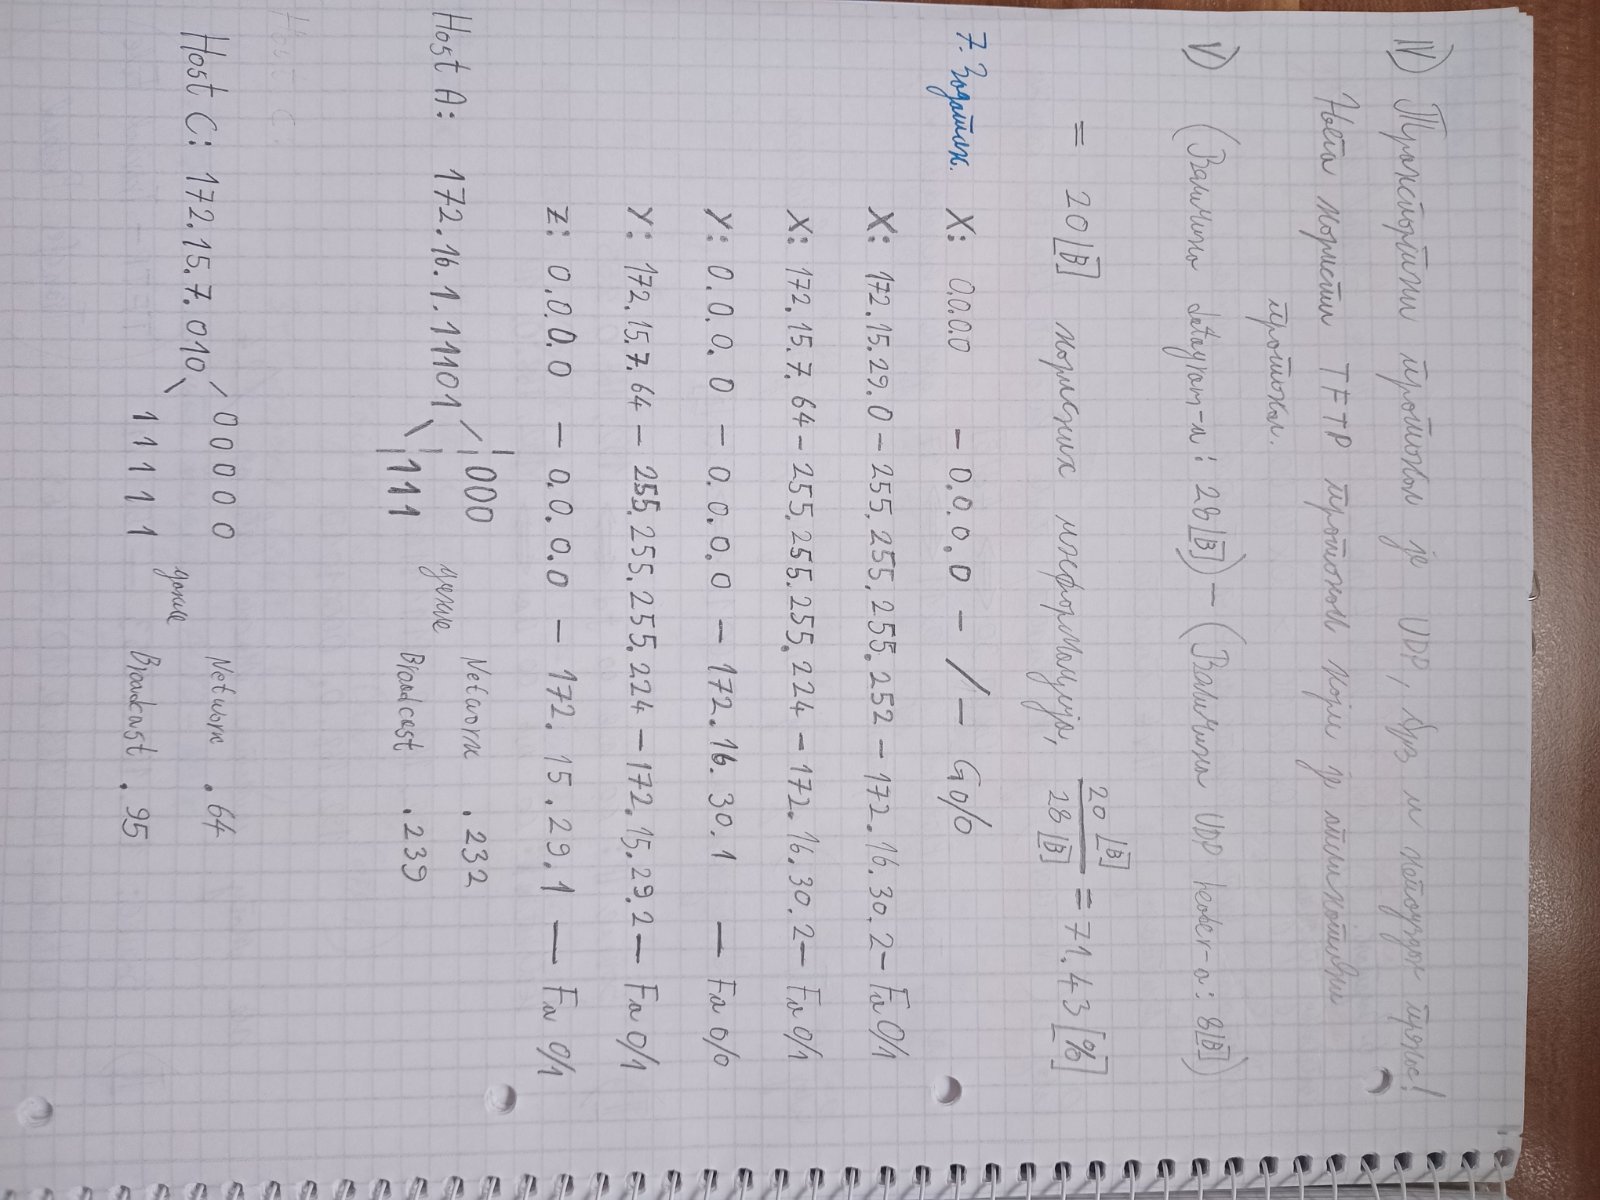 IV) Транспортни протокол је UDP, брз и непоуздан пренос!
Њега користи TFTP протокол који је апликативни
протокол.
V) (Величина datagram-a: 28[B]) - (Величина UDP header-a: 8[B])
= 20[B] корисних информација, 20[B]/28[B] = 71.43[%]
7. Задатак. X: 0.0.0.0 - 0.0.0.0 - / - G0/0
X: 172.15.29.0 - 255.255.255.252 - 172.16.30.2 - Fa 0/1
X: 172.15.7.64 - 255.255.255.224 - 172.16.30.2 - Fa 0/1
Y: 0.0.0.0 - 0.0.0.0 - 172.16.30.1 - Fa 0/0
Y: 172.15.7.64 - 255.255.255.224 - 172.15.29.2 - Fa 0/1
Z: 0.0.0.0 - 0.0.0.0 - 172.15.29.1 - Fa 0/1
000 Network .232
Host A: 172.16.1.11101 дакле
111 Broadcast .239
Host C:
00000 Network .64
Host C: 172.15.7.010 дакле
11111 Broadcast .95